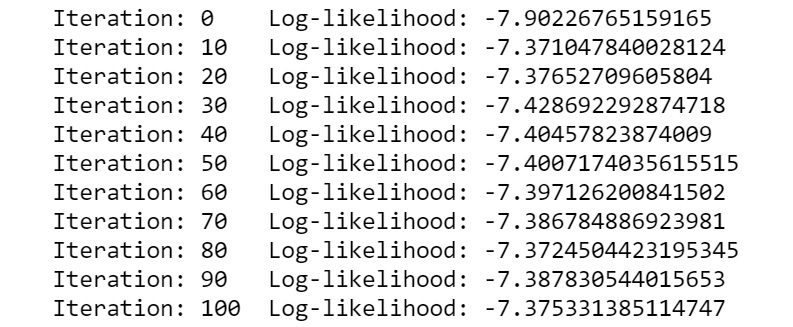 Iteration: 0 Log-likelihood: -7.90226765159165
Iteration: 10 Log-likelihood: -7.371047840028124
Iteration: 20 Log-likelihood: -7.37652709605804
Iteration: 30 Log-likelihood: -7.428692292874718
Iteration: 40 Log-likelihood: -7.40457823874009
Iteration: 50 Log-likelihood: -7.4007174035615515
Iteration: 60 Log-likelihood: -7.397126200841502
Iteration: 70 Log-likelihood: -7.386784886923981
Iteration: 80 Log-likelihood: -7.3724504423195345
Iteration: 90 Log-likelihood: -7.387830544015653
Iteration: 100 Log-likelihood: -7.375331385114747